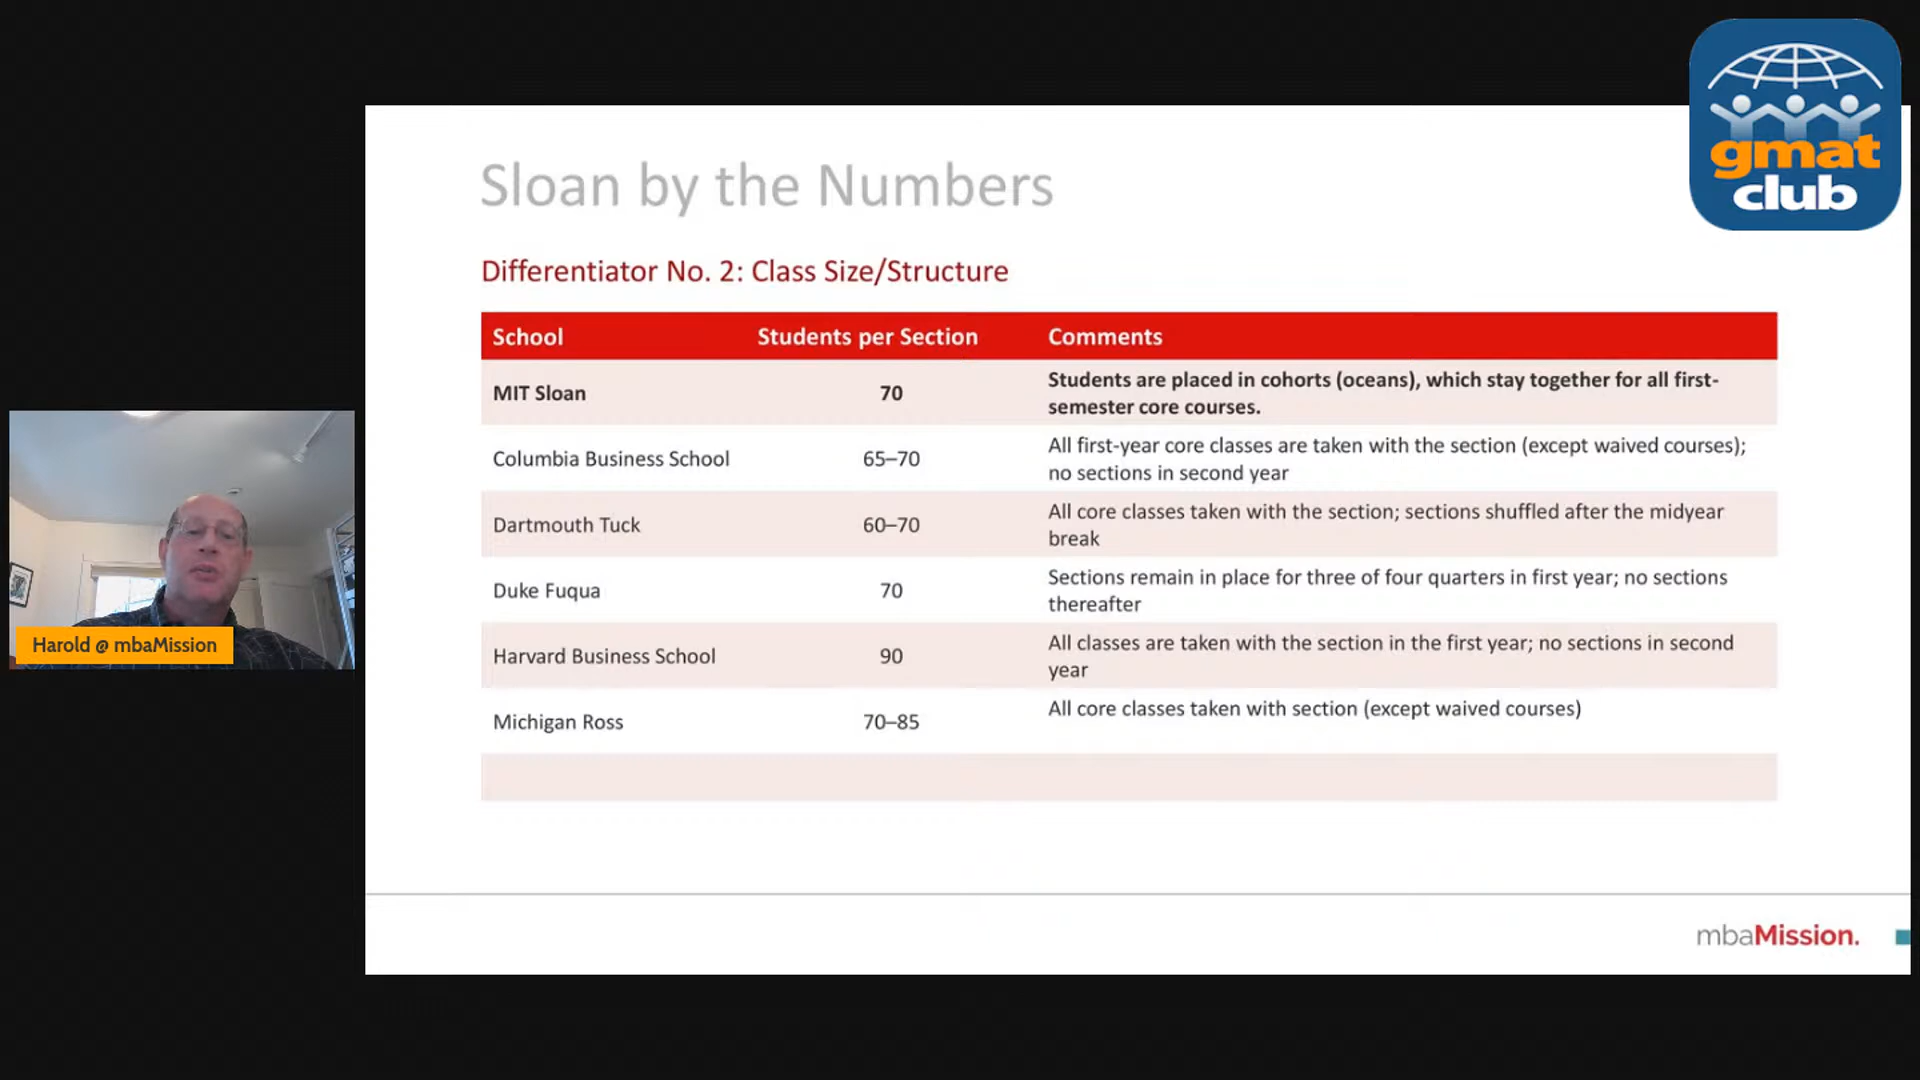 gmat
club
Sloan by the Numbers
Differentiator No. 2: Class Size/Structure
School Students per Section Comments
MIT Sloan 70 Students are placed in cohorts (oceans), which stay together for all first-
semester core courses.
Columbia Business School 65–70 All first-year core classes are taken with the section (except waived courses);
no sections in second year
Dartmouth Tuck 60–70 All core classes taken with the section; sections shuffled after the midyear
break
Duke Fuqua 70 Sections remain in place for three of four quarters in first year; no sections
thereafter
Harvard Business School 90 All classes are taken with the section in the first year; no sections in second
year
Michigan Ross 70–85 All core classes taken with section (except waived courses)
Harold @ mbaMission
mbaMission.